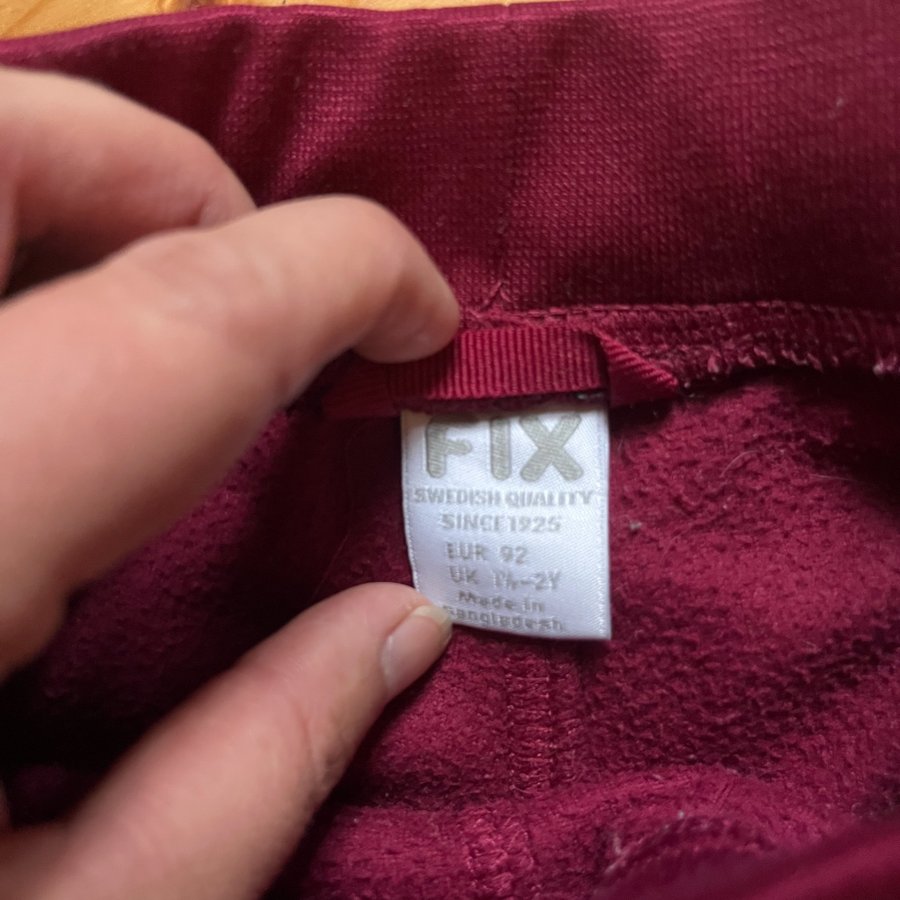 FIX
SWEDISH QUALITY
SINCE 1925
EUR 92
UK 1½-2Y
Made in
Bangladesh